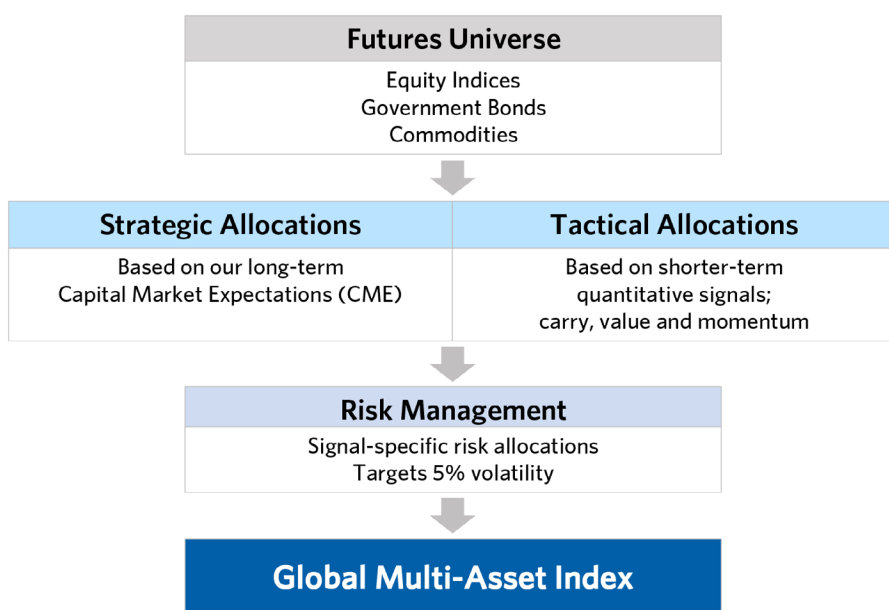 Futures Universe
Equity Indices
Government Bonds
Commodities
Strategic Allocations
Based on our long-term
Capital Market Expectations (CME)
Tactical Allocations
Based on shorter-term
quantitative signals;
carry, value and momentum
Risk Management
Signal-specific risk allocations
Targets 5% volatility
Global Multi-Asset Index